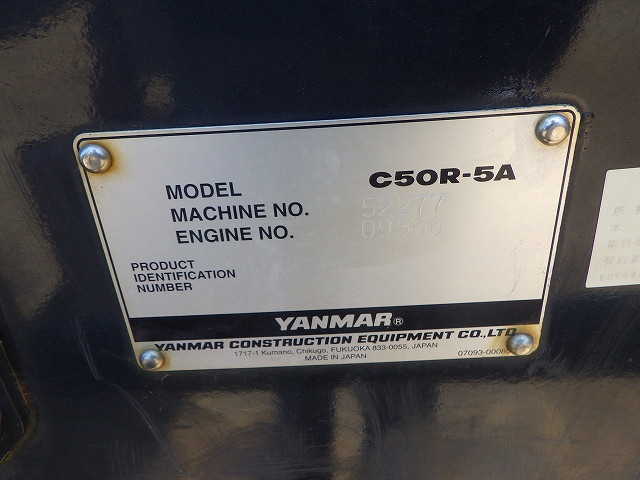 MODEL C50R-5A
MACHINE NO. 52277
ENGINE NO.
PRODUCT
IDENTIFICATION
NUMBER
YANMAR®
YANMAR CONSTRUCTION EQUIPMENT CO.,LTD.
1717-1 Kumano, Chikugo, FUKUOKA 833-0055, JAPAN
MADE IN JAPAN